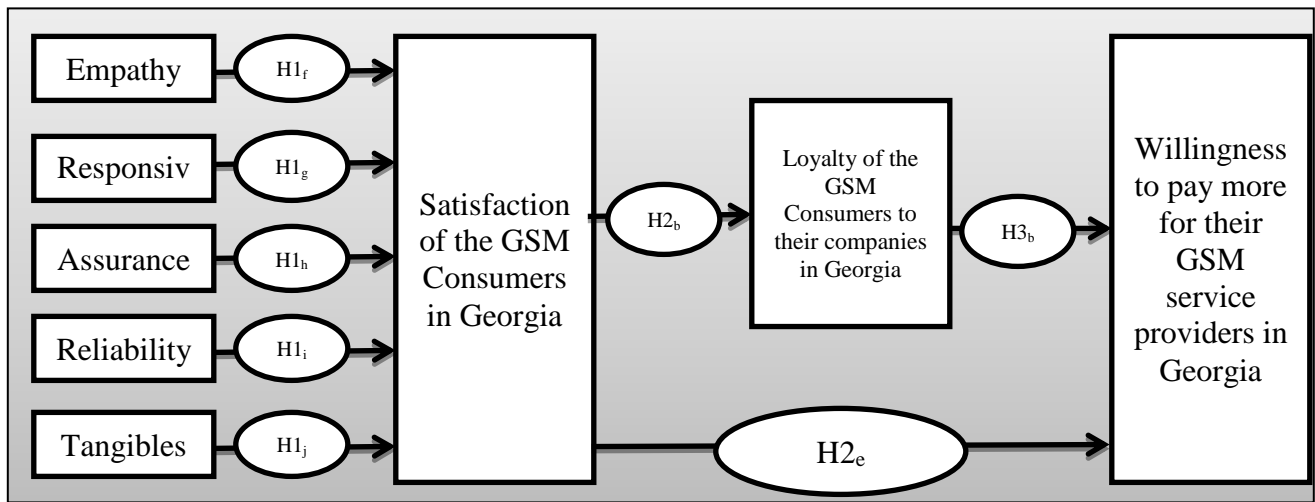 Empathy
H1f
Responsiv
H1g
Assurance
H1h
Reliability
H1i
Tangibles
H1j
Satisfaction
of the GSM
Consumers
in Georgia
H2b
Loyalty of the
GSM
Consumers to
their companies
in Georgia
H3b
H2e
Willingness
to pay more
for their
GSM
service
providers in
Georgia